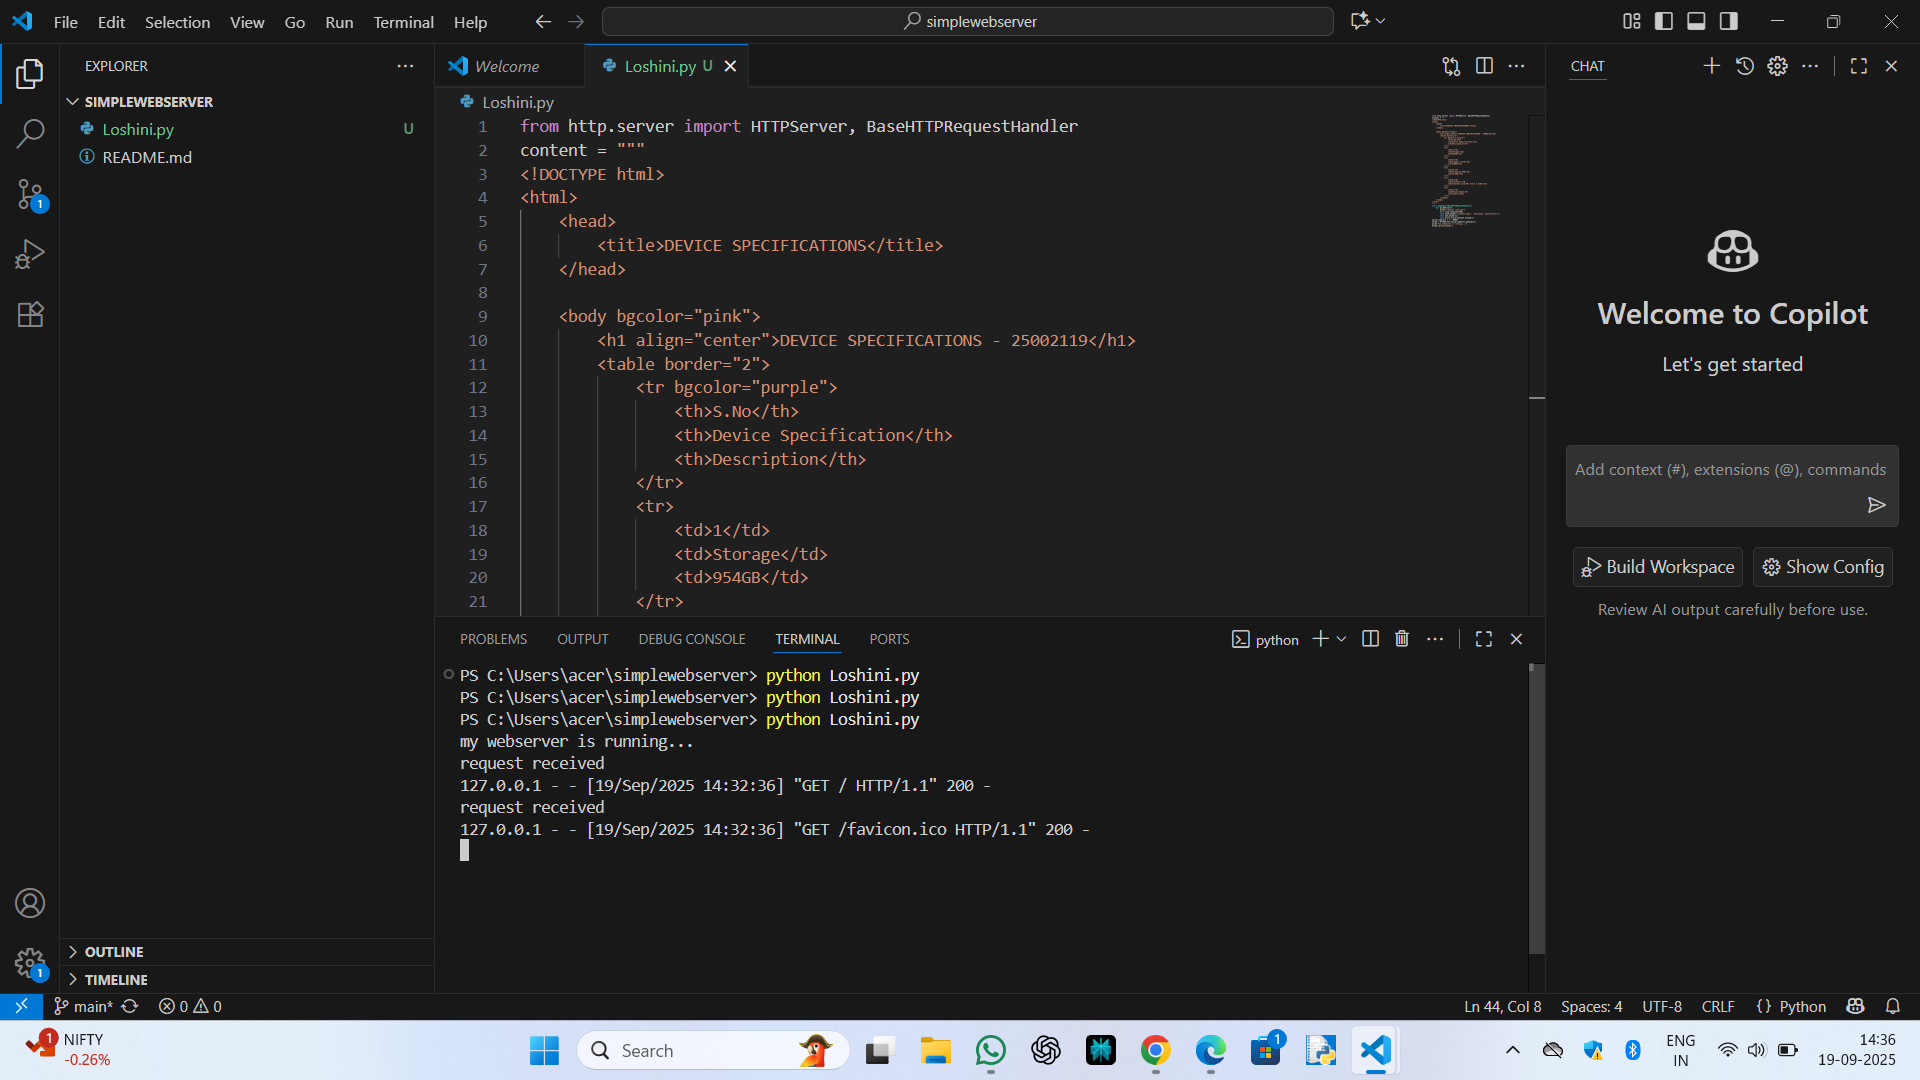 File Edit Selection View Go Run Terminal Help
simplewebserver
EXPLORER
SIMPLEWEBSERVER
Loshini.py U
README.md
OUTLINE
TIMELINE
Welcome
Loshini.py U
Loshini.py
1 from http.server import HTTPServer, BaseHTTPRequestHandler
2 content = """
3 <!DOCTYPE html>
4 <html>
5 <head>
6 <title>DEVICE SPECIFICATIONS</title>
7 </head>
8
9 <body bgcolor="pink">
10 <h1 align="center">DEVICE SPECIFICATIONS - 25002119</h1>
11 <table border="2">
12 <tr bgcolor="purple">
13 <th>S.No</th>
14 <th>Device Specification</th>
15 <th>Description</th>
16 </tr>
17 <tr>
18 <td>1</td>
19 <td>Storage</td>
20 <td>954GB</td>
21 </tr>
PROBLEMS OUTPUT DEBUG CONSOLE TERMINAL PORTS
python
PS C:\Users\acer\simplewebserver> python Loshini.py
PS C:\Users\acer\simplewebserver> python Loshini.py
PS C:\Users\acer\simplewebserver> python Loshini.py
my webserver is running...
request received
127.0.0.1 - - [19/Sep/2025 14:32:36] "GET / HTTP/1.1" 200 -
request received
127.0.0.1 - - [19/Sep/2025 14:32:36] "GET /favicon.ico HTTP/1.1" 200 -
CHAT
Welcome to Copilot
Let's get started
Add context (#), extensions (@), commands
Build Workspace
Show Config
Review AI output carefully before use.
1
1
main* 0 0
Ln 44, Col 8 Spaces: 4 UTF-8 CRLF {} Python
1
NIFTY
-0.26%
Search
1
ENG
IN
14:36
19-09-2025